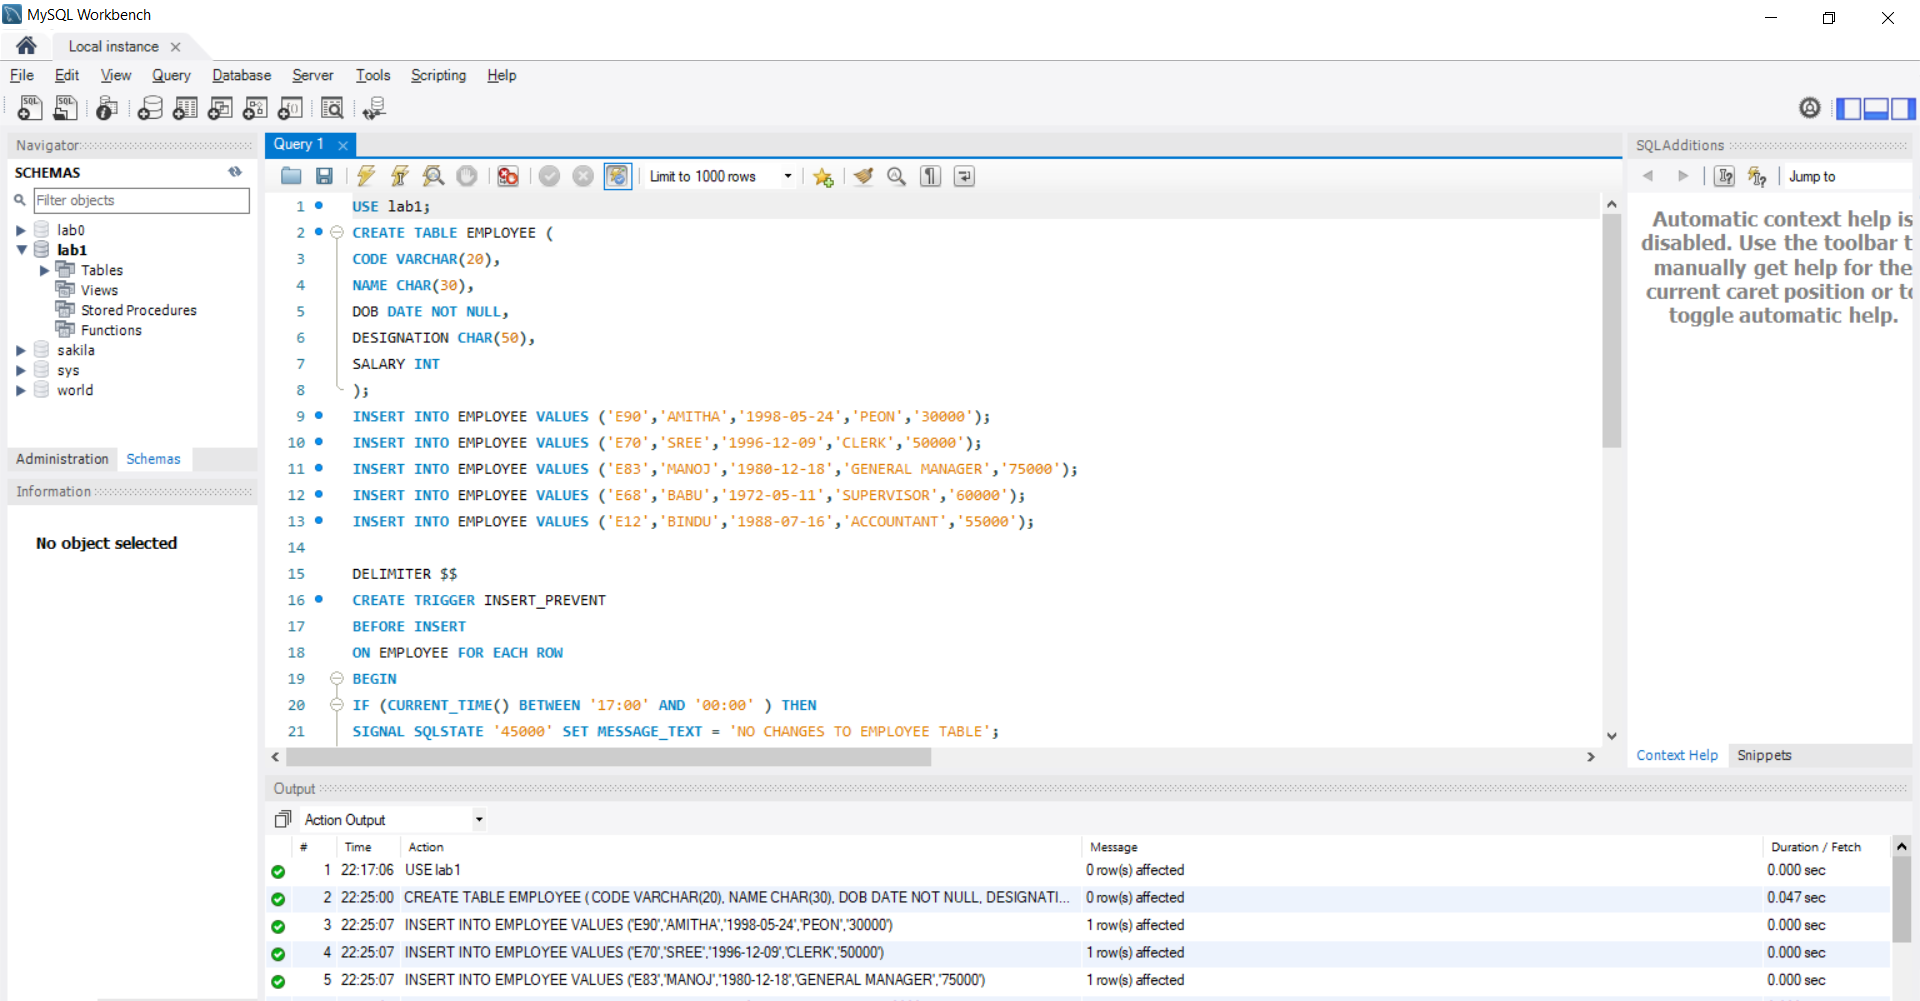 MySQL Workbench
Local instance
File Edit View Query Database Server Tools Scripting Help
Navigator
SCHEMAS
Filter objects
lab0
lab1
Tables
Views
Stored Procedures
Functions
sakila
sys
world
Administration Schemas
Information
No object selected
Query 1
Limit to 1000 rows
1 USE lab1;
2 CREATE TABLE EMPLOYEE (
3 CODE VARCHAR(20),
4 NAME CHAR(30),
5 DOB DATE NOT NULL,
6 DESIGNATION CHAR(50),
7 SALARY INT
8 );
9 INSERT INTO EMPLOYEE VALUES ('E90','AMITHA','1998-05-24','PEON','30000');
10 INSERT INTO EMPLOYEE VALUES ('E70','SREE','1996-12-09','CLERK','50000');
11 INSERT INTO EMPLOYEE VALUES ('E83','MANOJ','1980-12-18','GENERAL MANAGER','75000');
12 INSERT INTO EMPLOYEE VALUES ('E68','BABU','1972-05-11','SUPERVISOR','60000');
13 INSERT INTO EMPLOYEE VALUES ('E12','BINDU','1988-07-16','ACCOUNTANT','55000');
14
15 DELIMITER $$
16 CREATE TRIGGER INSERT_PREVENT
17 BEFORE INSERT
18 ON EMPLOYEE FOR EACH ROW
19 BEGIN
20 IF (CURRENT_TIME() BETWEEN '17:00' AND '00:00' ) THEN
21 SIGNAL SQLSTATE '45000' SET MESSAGE_TEXT = 'NO CHANGES TO EMPLOYEE TABLE';
SQLAdditions
Jump to
Automatic context help is
disabled. Use the toolbar t
manually get help for the
current caret position or to
toggle automatic help.
Context Help Snippets
Output
Action Output
# Time Action Message Duration / Fetch
1 22:17:06 USE lab1 0 row(s) affected 0.000 sec
2 22:25:00 CREATE TABLE EMPLOYEE ( CODE VARCHAR(20), NAME CHAR(30), DOB DATE NOT NULL, DESIGNATI... 0 row(s) affected 0.047 sec
3 22:25:07 INSERT INTO EMPLOYEE VALUES ('E90','AMITHA','1998-05-24','PEON','30000') 1 row(s) affected 0.000 sec
4 22:25:07 INSERT INTO EMPLOYEE VALUES ('E70','SREE','1996-12-09','CLERK','50000') 1 row(s) affected 0.000 sec
5 22:25:07 INSERT INTO EMPLOYEE VALUES ('E83','MANOJ','1980-12-18','GENERAL MANAGER','75000') 1 row(s) affected 0.000 sec